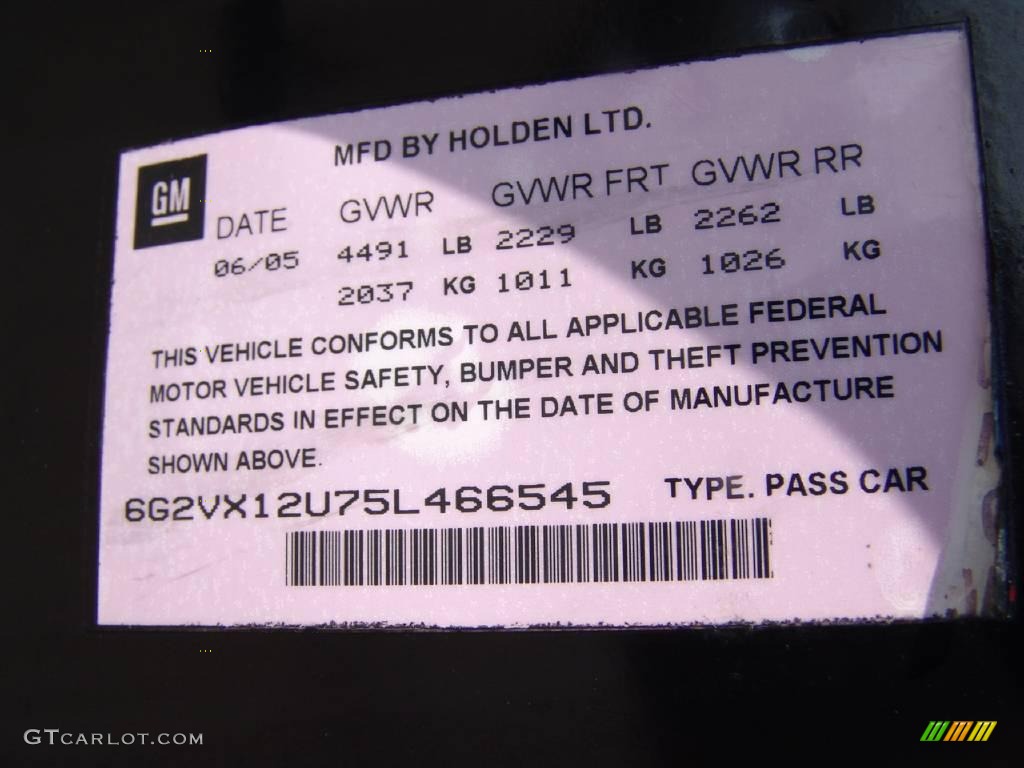 MFD BY HOLDEN LTD.
GM
DATE GVWR GVWR FRT GVWR RR
06/05 4491 LB 2229 LB 2262 LB
2037 KG 1011 KG 1026 KG
THIS VEHICLE CONFORMS TO ALL APPLICABLE FEDERAL
MOTOR VEHICLE SAFETY, BUMPER AND THEFT PREVENTION
STANDARDS IN EFFECT ON THE DATE OF MANUFACTURE
SHOWN ABOVE.
6G2VX12U75L466545 TYPE. PASS CAR
GTCARLOT.COM